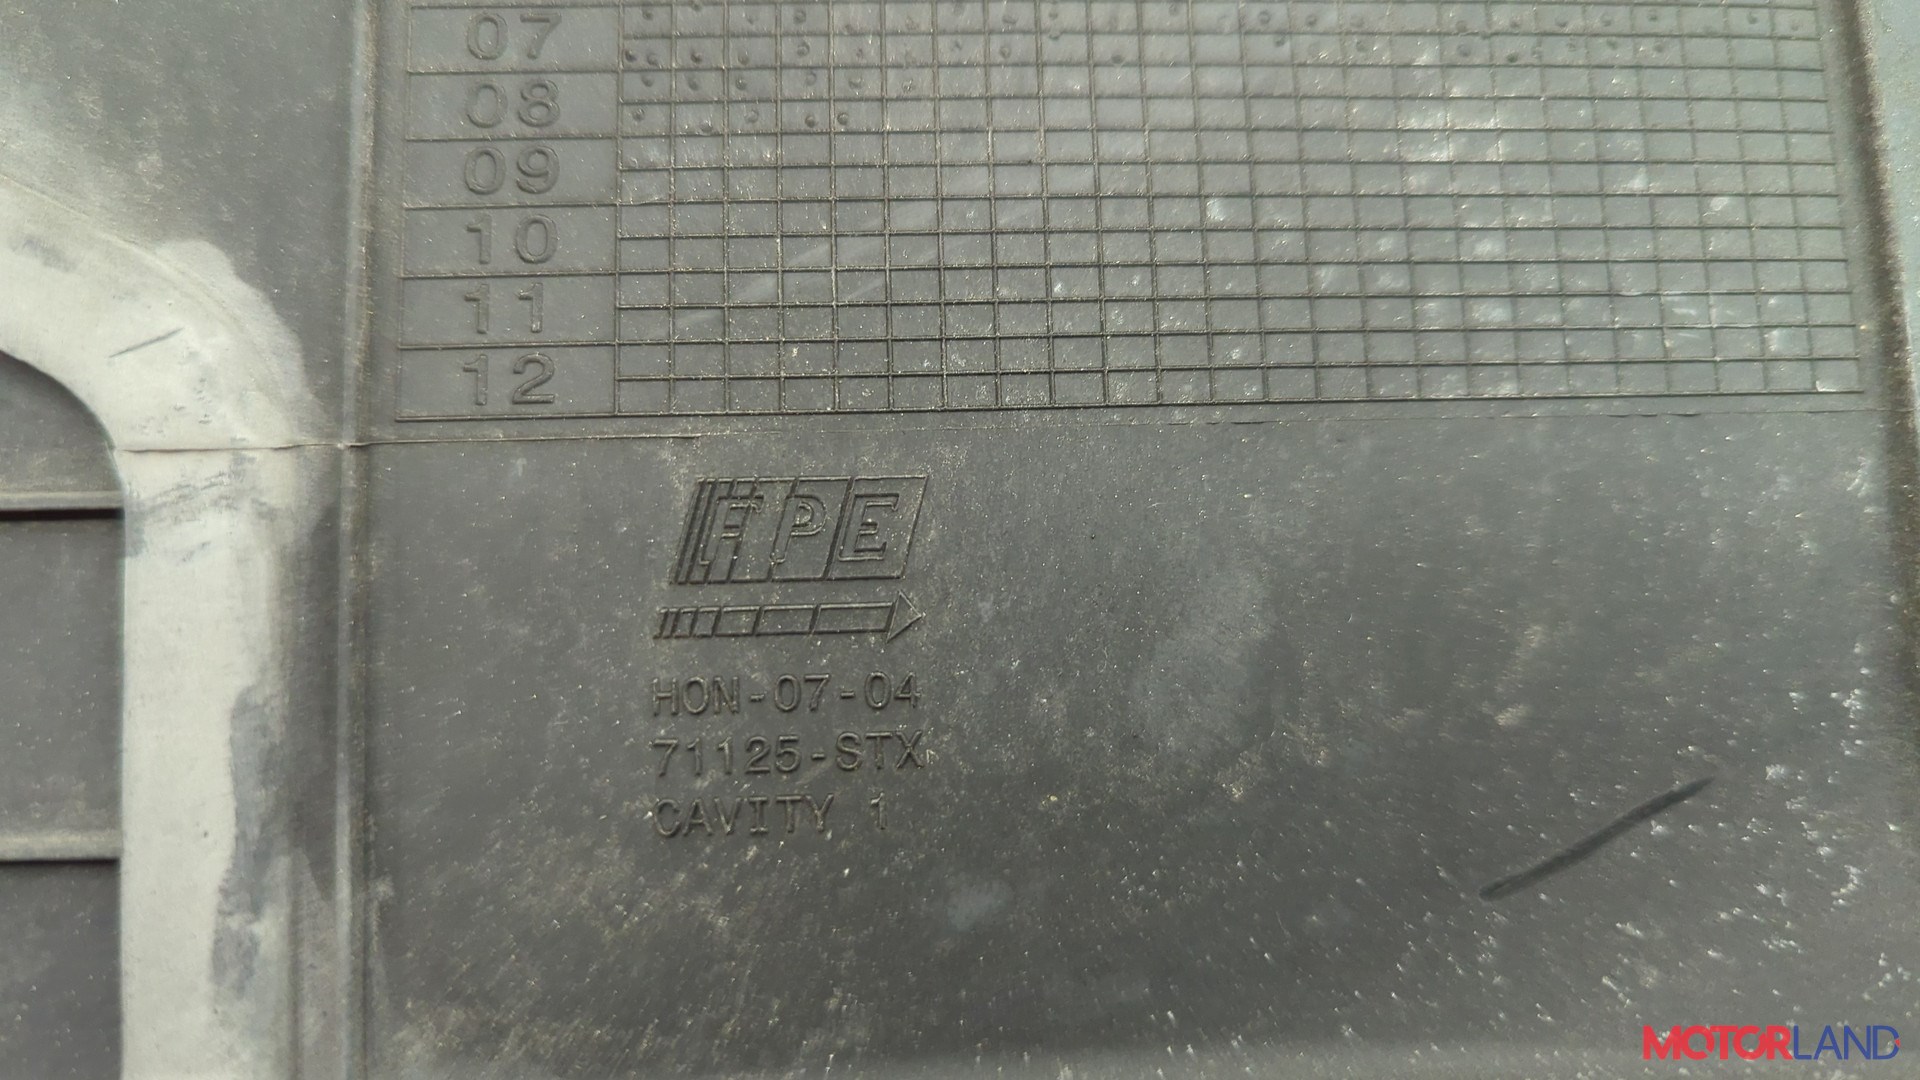 07
08
09
10
11
12
FPE
HON-07-04
71125-STX
CAVITY 1
MOTORLAND